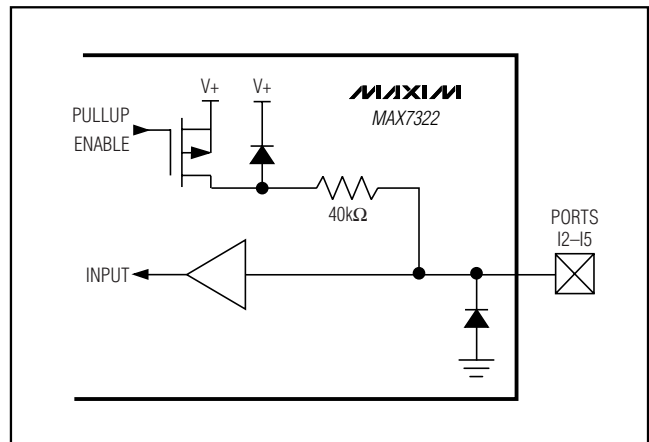 V+ V+
MAXIM
MAX7322
PULLUP
ENABLE
40kΩ
PORTS
I2–I5
INPUT